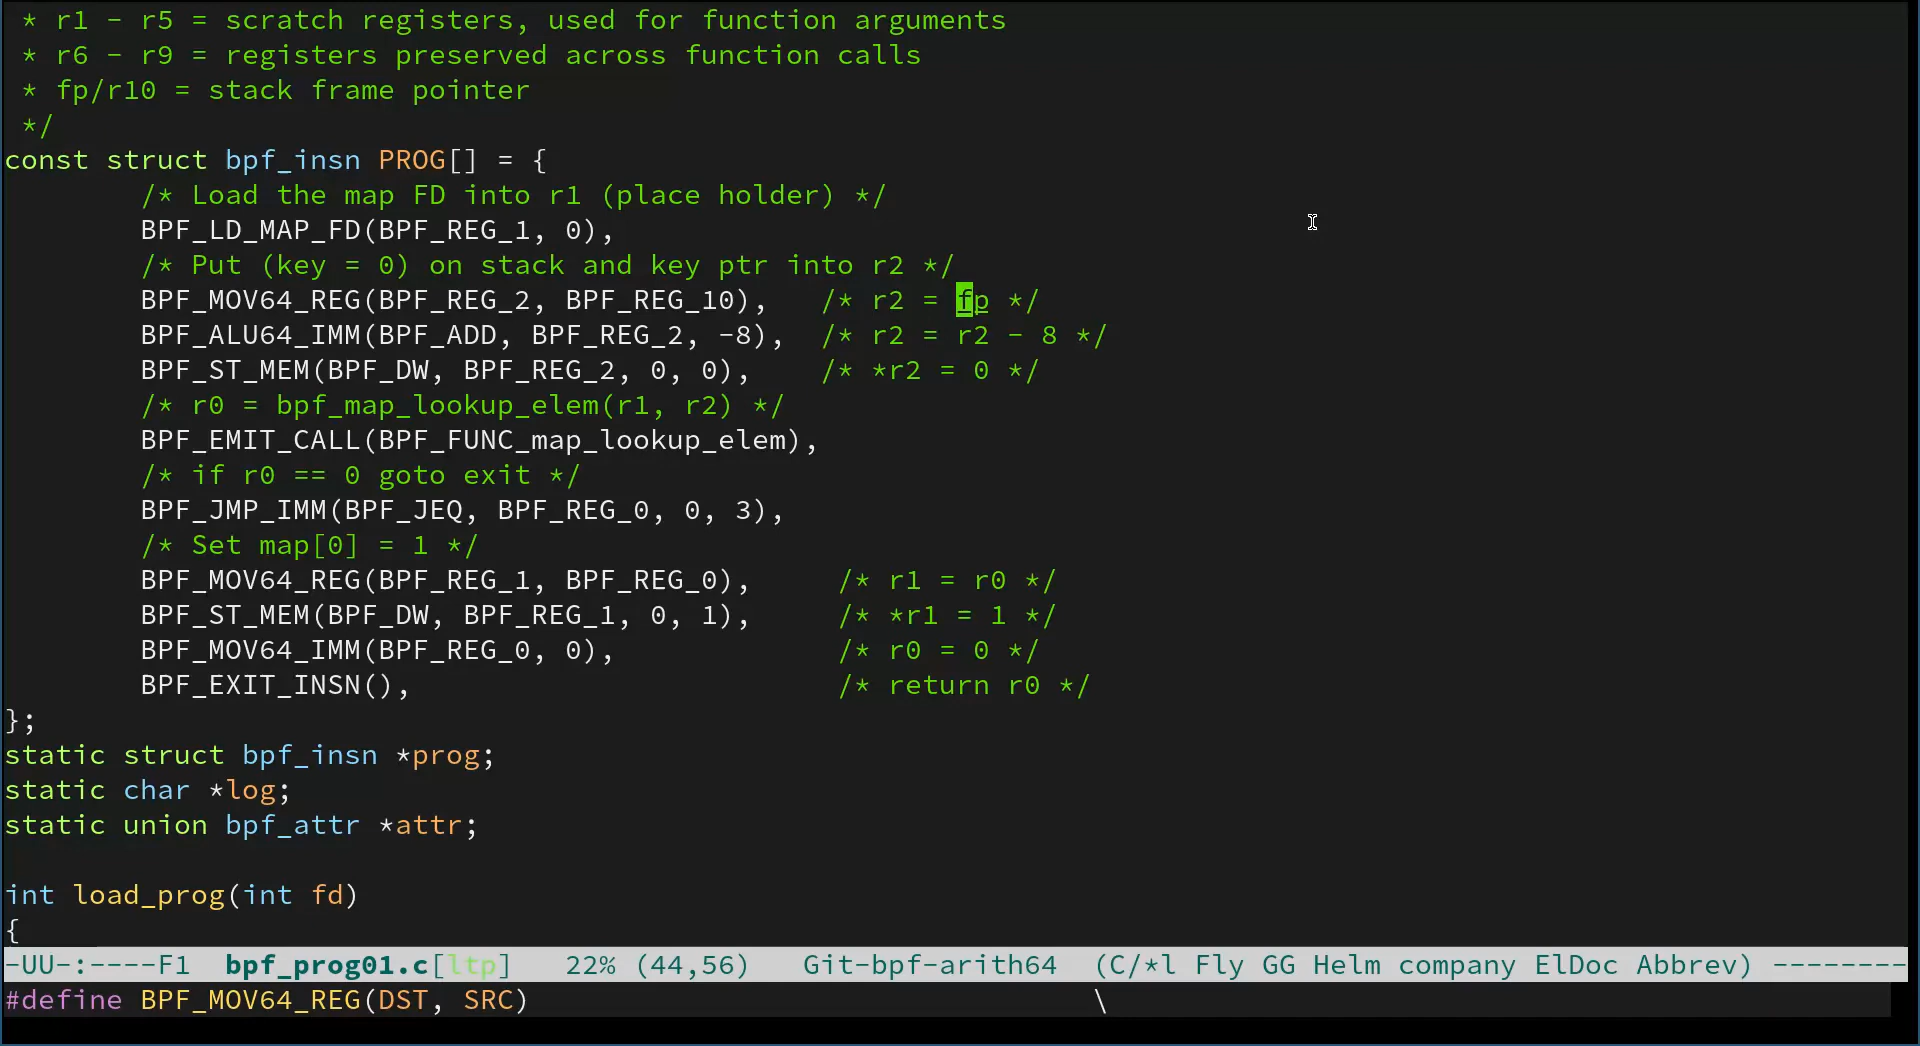 * r1 - r5 = scratch registers, used for function arguments
 * r6 - r9 = registers preserved across function calls
 * fp/r10 = stack frame pointer
 */
const struct bpf_insn PROG[] = {
        /* Load the map FD into r1 (place holder) */
        BPF_LD_MAP_FD(BPF_REG_1, 0),
        /* Put (key = 0) on stack and key ptr into r2 */
        BPF_MOV64_REG(BPF_REG_2, BPF_REG_10),   /* r2 = fp */
        BPF_ALU64_IMM(BPF_ADD, BPF_REG_2, -8),  /* r2 = r2 - 8 */
        BPF_ST_MEM(BPF_DW, BPF_REG_2, 0, 0),    /* *r2 = 0 */
        /* r0 = bpf_map_lookup_elem(r1, r2) */
        BPF_EMIT_CALL(BPF_FUNC_map_lookup_elem),
        /* if r0 == 0 goto exit */
        BPF_JMP_IMM(BPF_JEQ, BPF_REG_0, 0, 3),
        /* Set map[0] = 1 */
        BPF_MOV64_REG(BPF_REG_1, BPF_REG_0),     /* r1 = r0 */
        BPF_ST_MEM(BPF_DW, BPF_REG_1, 0, 1),     /* *r1 = 1 */
        BPF_MOV64_IMM(BPF_REG_0, 0),             /* r0 = 0 */
        BPF_EXIT_INSN(),                         /* return r0 */
};
static struct bpf_insn *prog;
static char *log;
static union bpf_attr *attr;

int load_prog(int fd)
{
-UU-:----F1  bpf_prog01.c[ltp]   22% (44,56)   Git-bpf-arith64  (C/*l Fly GG Helm company ElDoc Abbrev) --------
#define BPF_MOV64_REG(DST, SRC)                                 \